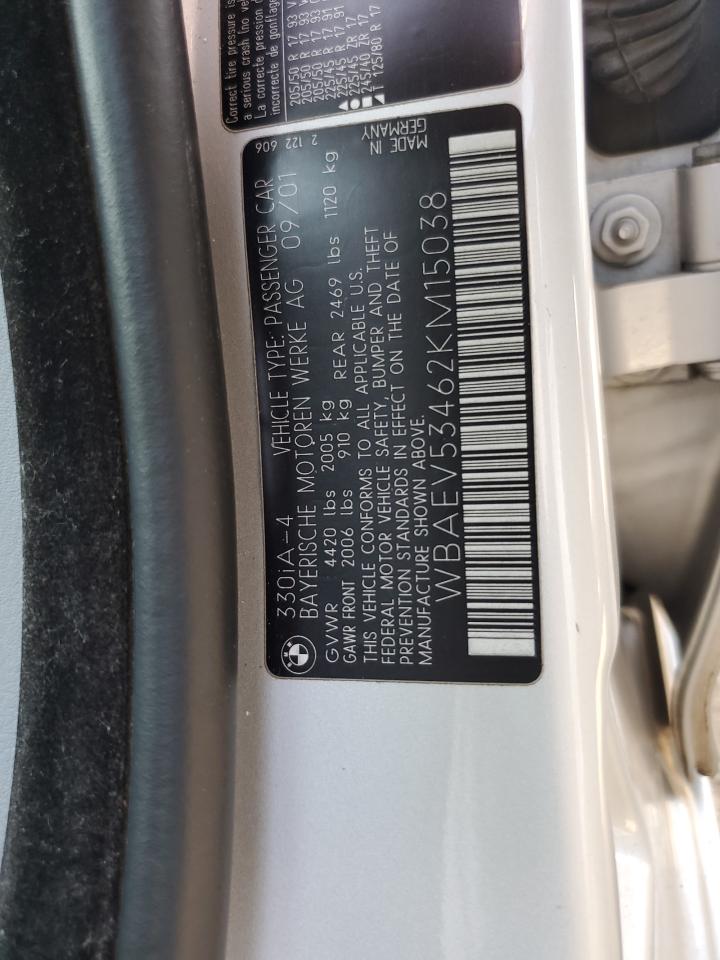 330iA-4 VEHICLE TYPE: PASSENGER CAR 2 122 606
BAYERISCHE MOTOREN WERKE AG 09/01
GVWR : 4420 lbs 2005 kg
GAWR FRONT 2006 lbs 910 kg REAR 2469 lbs 1120 kg
THIS VEHICLE CONFORMS TO ALL APPLICABLE U.S.
FEDERAL MOTOR VEHICLE SAFETY, BUMPER AND THEFT
PREVENTION STANDARDS IN EFFECT ON THE DATE OF
MANUFACTURE SHOWN ABOVE.
MADE IN
GERMANY
WBAEV53462KM15038
BMW
Correct tire pressure is
a serious crash (no
La correcte pression d
incorrecte de gonflag
205/50 R 17 93
205/50 R 17 93
205/50 R 17 93
225/45 R 17 91
225/45 R 17 91
225/45 ZR 17
245/40 ZR 17
T 125/80 R 17